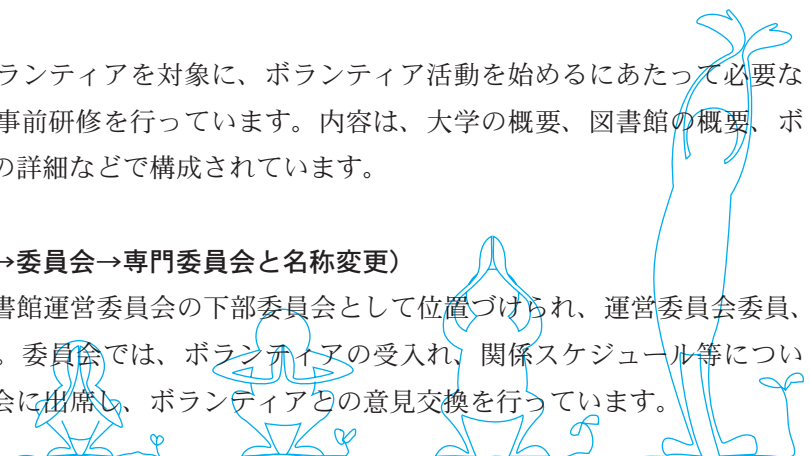 ランティアを対象に、ボランティア活動を始めるにあたって必要な
事前研修を行っています。内容は、大学の概要、図書館の概要、ボ
の詳細などで構成されています。
→委員会→専門委員会と名称変更）
書館運営委員会の下部委員会として位置づけられ、運営委員会委員、
。委員会では、ボランティアの受入れ、関係スケジュール等につい
会に出席し、ボランティアとの意見交換を行っています。